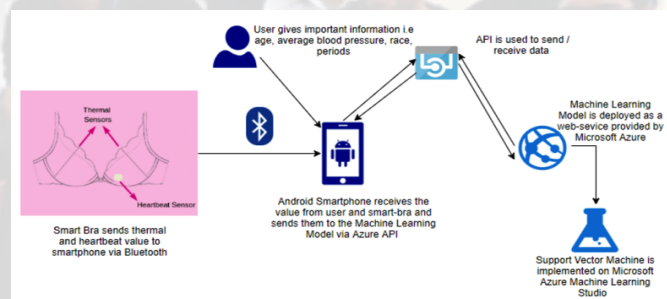 User gives important information i.e
age, average blood pressure, race,
periods
API is used to send /
receive data
Thermal
Sensors
Heartbeat Sensor
Machine Learning
Model is deployed as a
web-sevice provided by
Microsoft Azure
Android Smartphone receives the
value from user and smart-bra and
sends them to the Machine Learning
Model via Azure API
Smart Bra sends thermal
and heartbeat value to
smartphone via Bluetooth
Support Vector Machine is
implemented on Microsoft
Azure Machine Learning
Studio